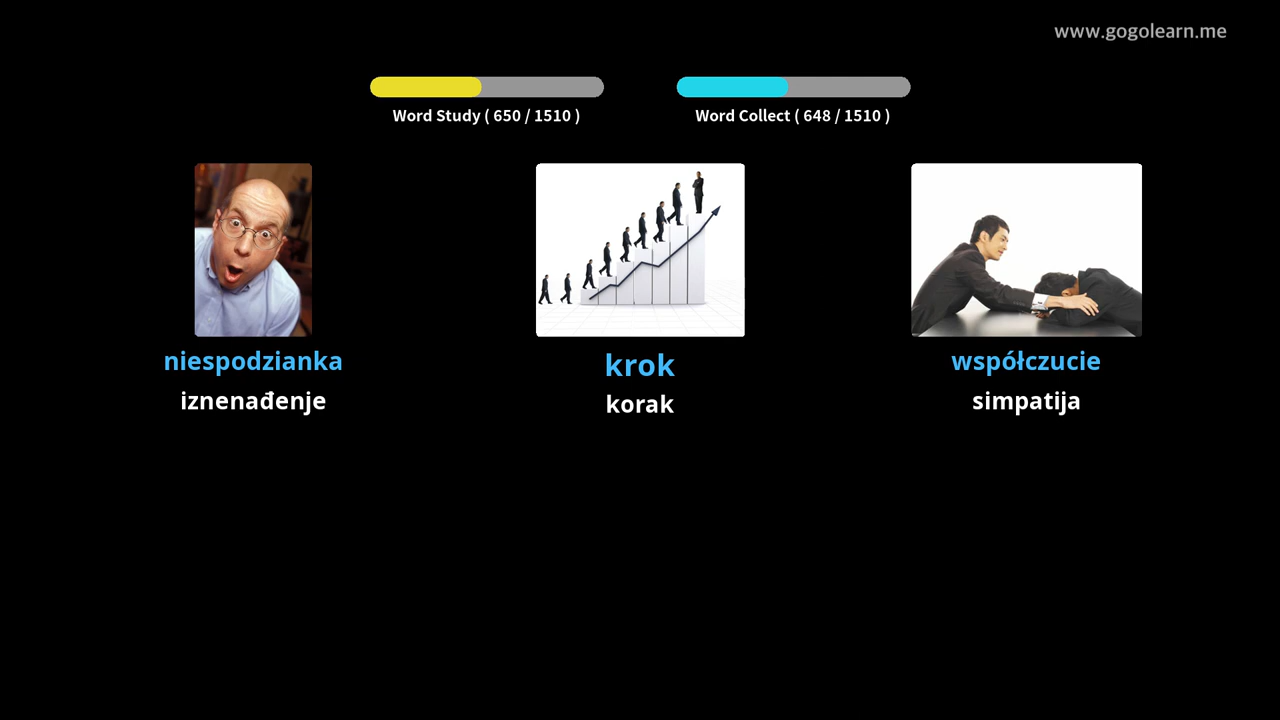 www.gogolearn.me
Word Study ( 650 / 1510 )
Word Collect ( 648 / 1510 )
niespodzianka
iznenađenje
krok
korak
współczucie
simpatija